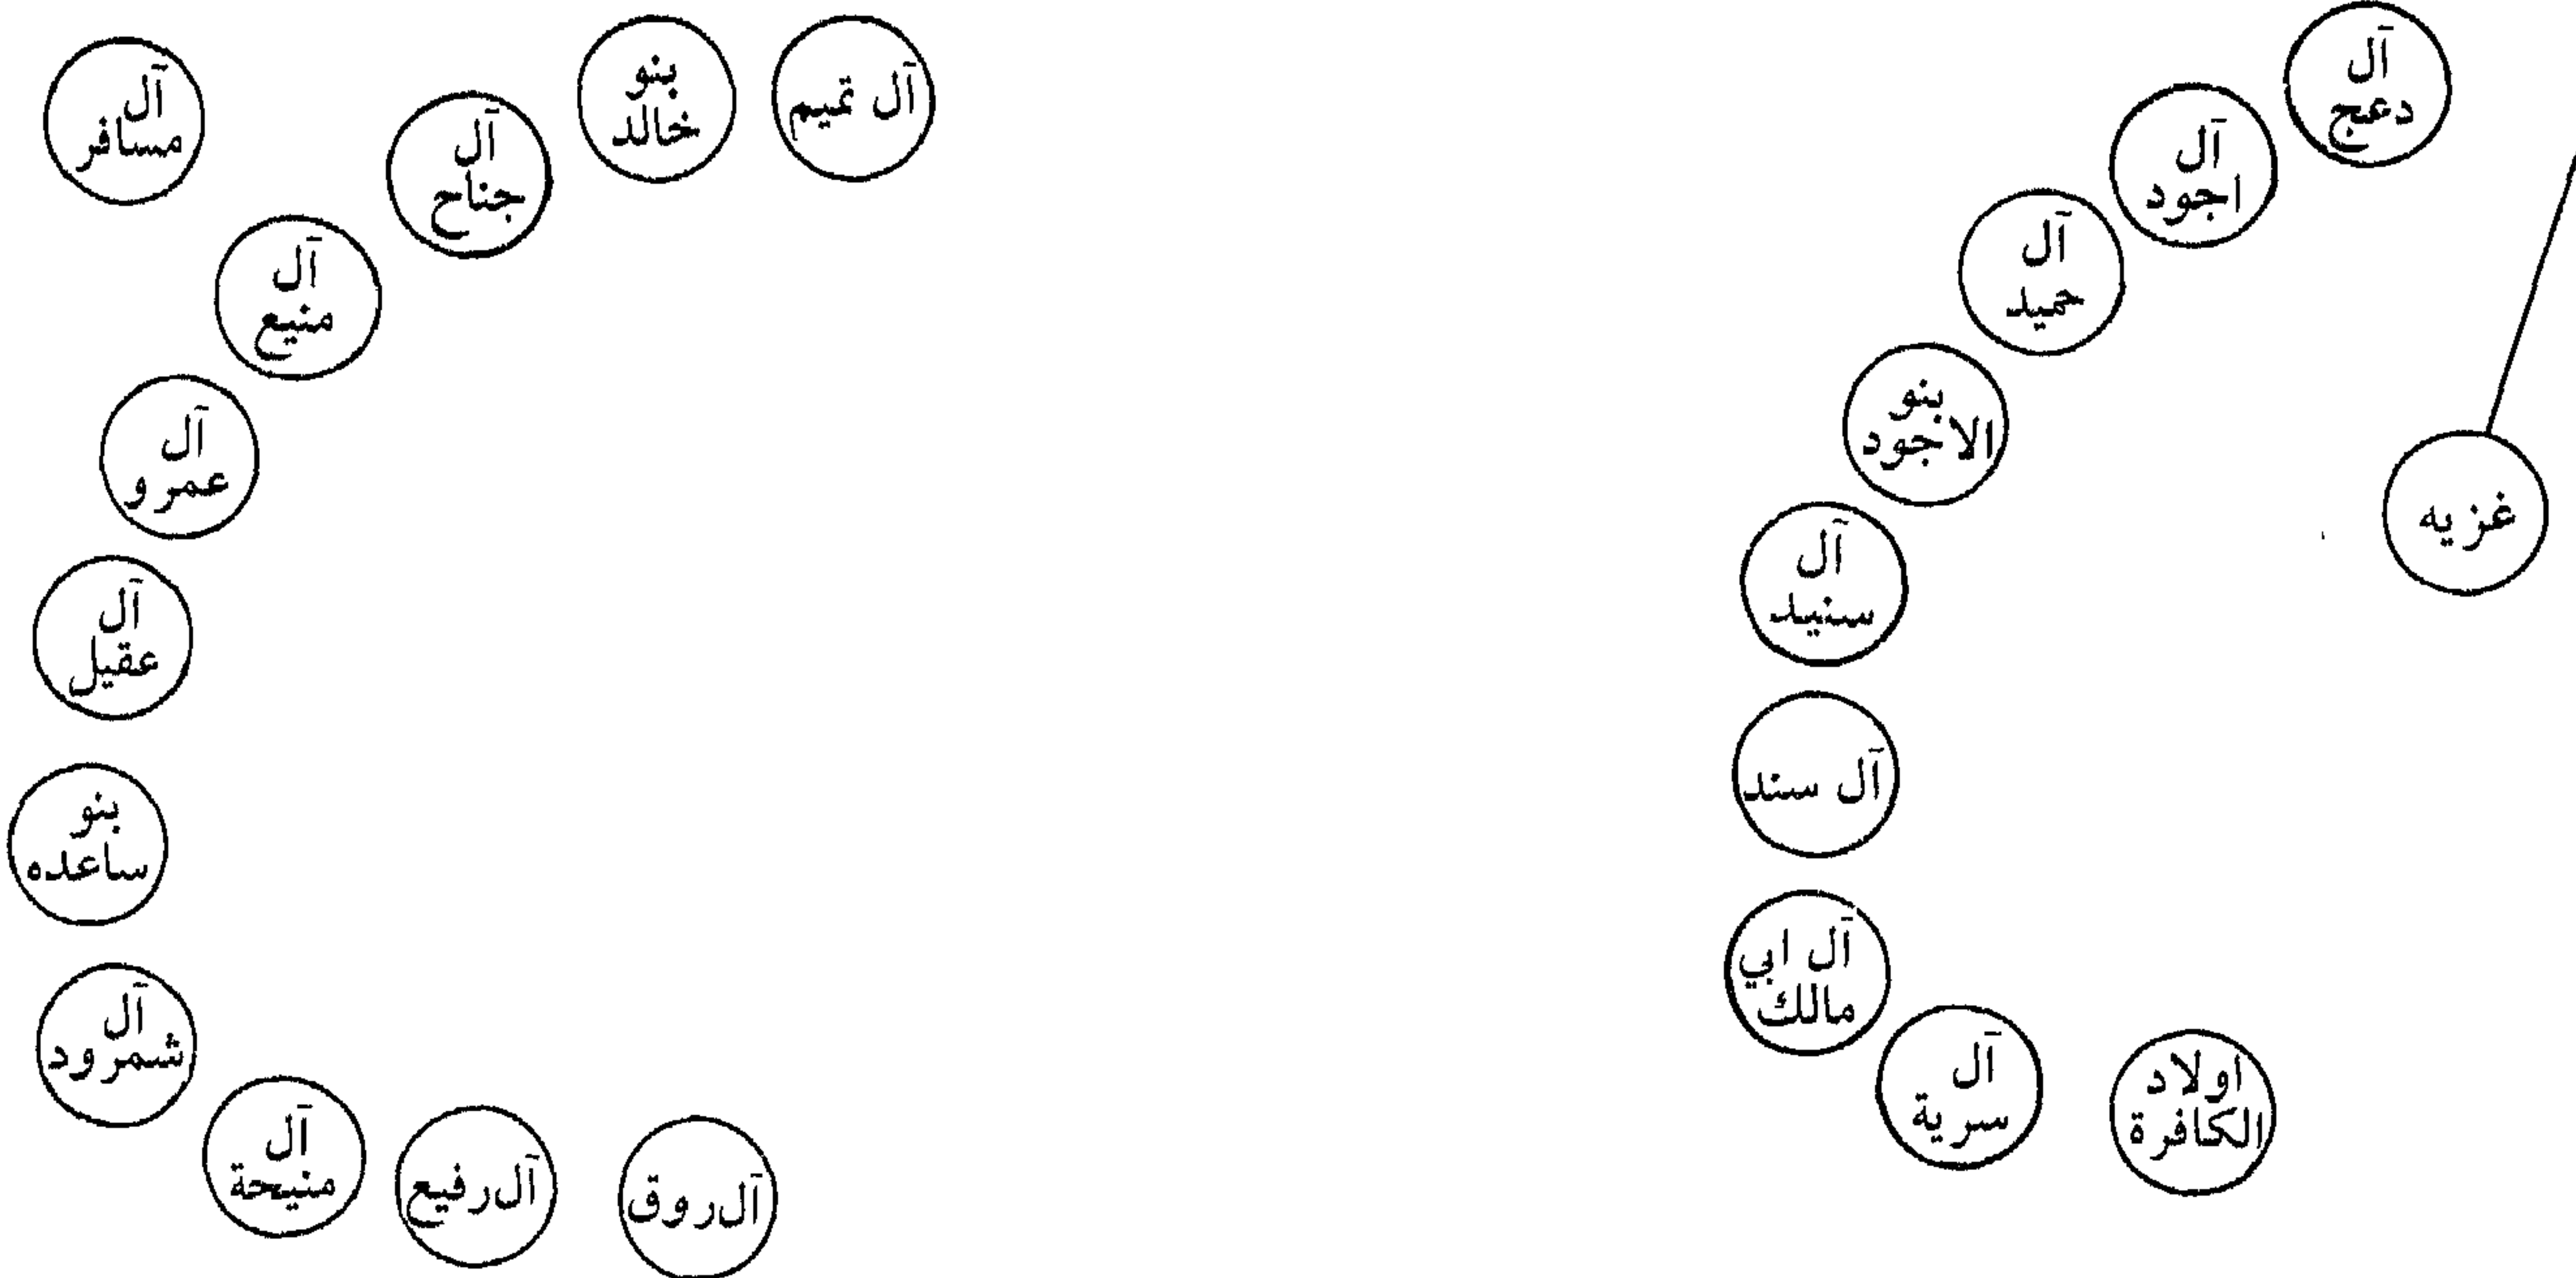 آل
دعج
آل
اجود
آل
حميد
بنو
الاجود
غزيه
آل
سنيد
آل سند
آل ابي
مالك
آل
سرية
اولاد
الكافرة
آل تميم
بنو
خالد
آل
جناح
آل
مسافر
آل
منيع
آل
عمرو
آل
عقيل
بنو
ساعده
آل
شمرود
آل
منيحة
آل رفيع
آل روق